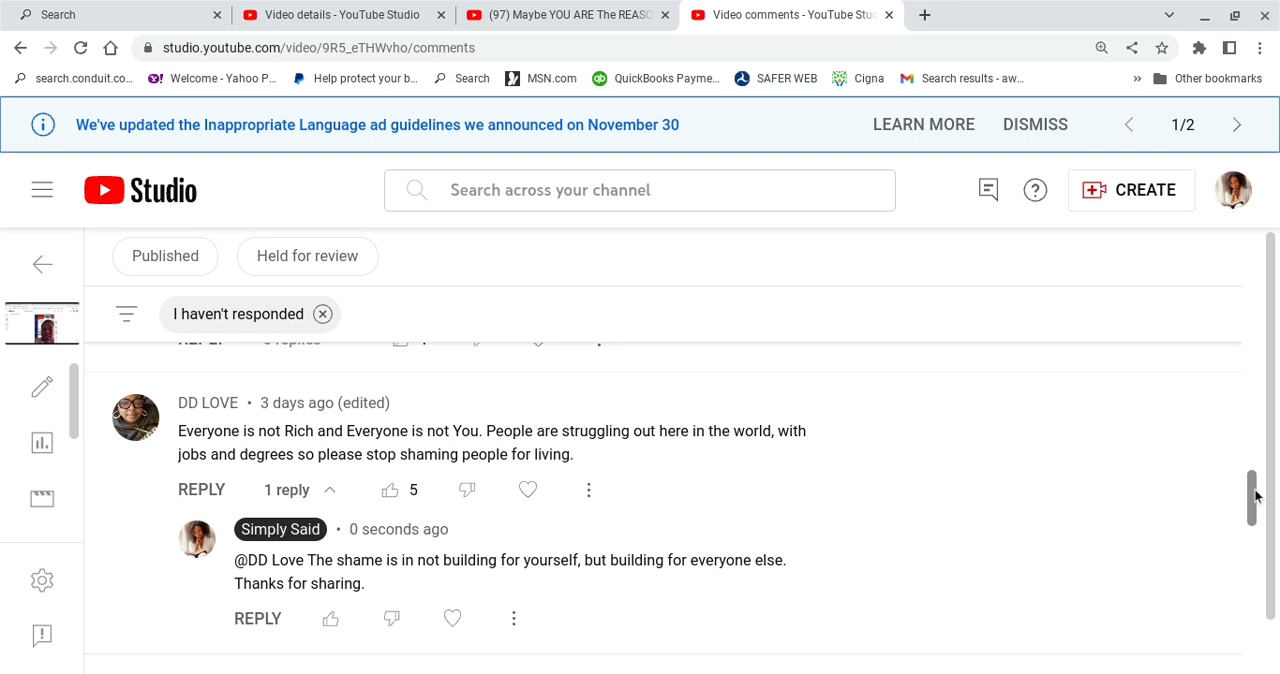 Search
Video details - YouTube Studio
(97) Maybe YOU ARE The REASO
Video comments - YouTube Stu
studio.youtube.com/video/9R5_eTHWvho/comments
search.conduit.co...
Welcome - Yahoo P...
Help protect your b...
Search
MSN.com
QuickBooks Payme...
SAFER WEB
Cigna
Search results - aw...
»
Other bookmarks
We've updated the Inappropriate Language ad guidelines we announced on November 30
LEARN MORE
DISMISS
1/2
Studio
Search across your channel
CREATE
Published
Held for review
I haven't responded
DD LOVE • 3 days ago (edited)
Everyone is not Rich and Everyone is not You. People are struggling out here in the world, with
jobs and degrees so please stop shaming people for living.
REPLY 1 reply 5
Simply Said • 0 seconds ago
@DD Love The shame is in not building for yourself, but building for everyone else.
Thanks for sharing.
REPLY